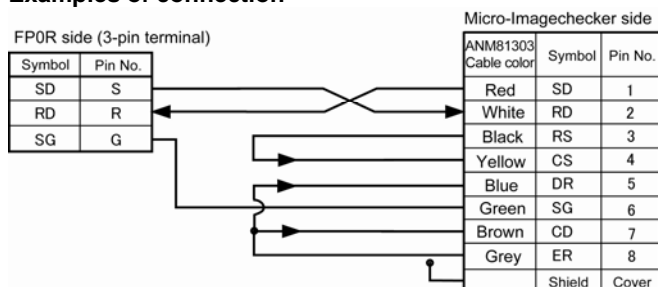 Examples of connection
Micro-Imagechecker side
FP0R side (3-pin terminal)
ANM81303
Cable color Symbol Pin No.
Symbol Pin No.
SD S
RD R
SG G
Red SD 1
White RD 2
Black RS 3
Yellow CS 4
Blue DR 5
Green SG 6
Brown CD 7
Grey ER 8
Shield Cover